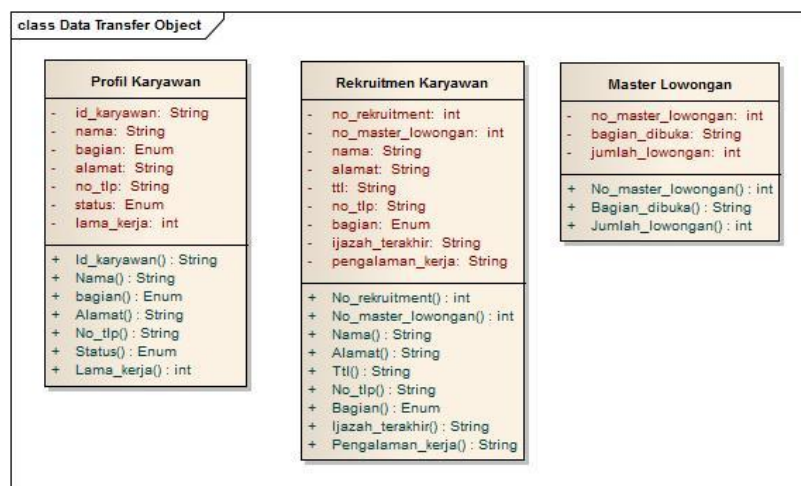 class Data Transfer Object
Profil Karyawan
- id_karyawan: String
- nama: String
- bagian: Enum
- alamat: String
- no_tlp: String
- status: Enum
- lama_kerja: int
+ Id_karyawan() : String
+ Nama() : String
+ bagian() : Enum
+ Alamat() : String
+ No_tlp() : String
+ Status() : Enum
+ Lama_kerja() : int
Rekruitmen Karyawan
- no_rekruitment: int
- no_master_lowongan: int
- nama: String
- alamat: String
- ttl: String
- no_tlp: String
- bagian: Enum
- ijazah_terakhir: String
- pengalaman_kerja: String
+ No_rekruitment() : int
+ No_master_lowongan() : int
+ Nama() : String
+ Alamat() : String
+ Ttl() : String
+ No_tlp() : String
+ Bagian() : Enum
+ Ijazah_terakhir() : String
+ Pengalaman_kerja() : String
Master Lowongan
- no_master_lowongan: int
- bagian_dibuka: String
- jumlah_lowongan: int
+ No_master_lowongan() : int
+ Bagian_dibuka() : String
+ Jumlah_lowongan() : int